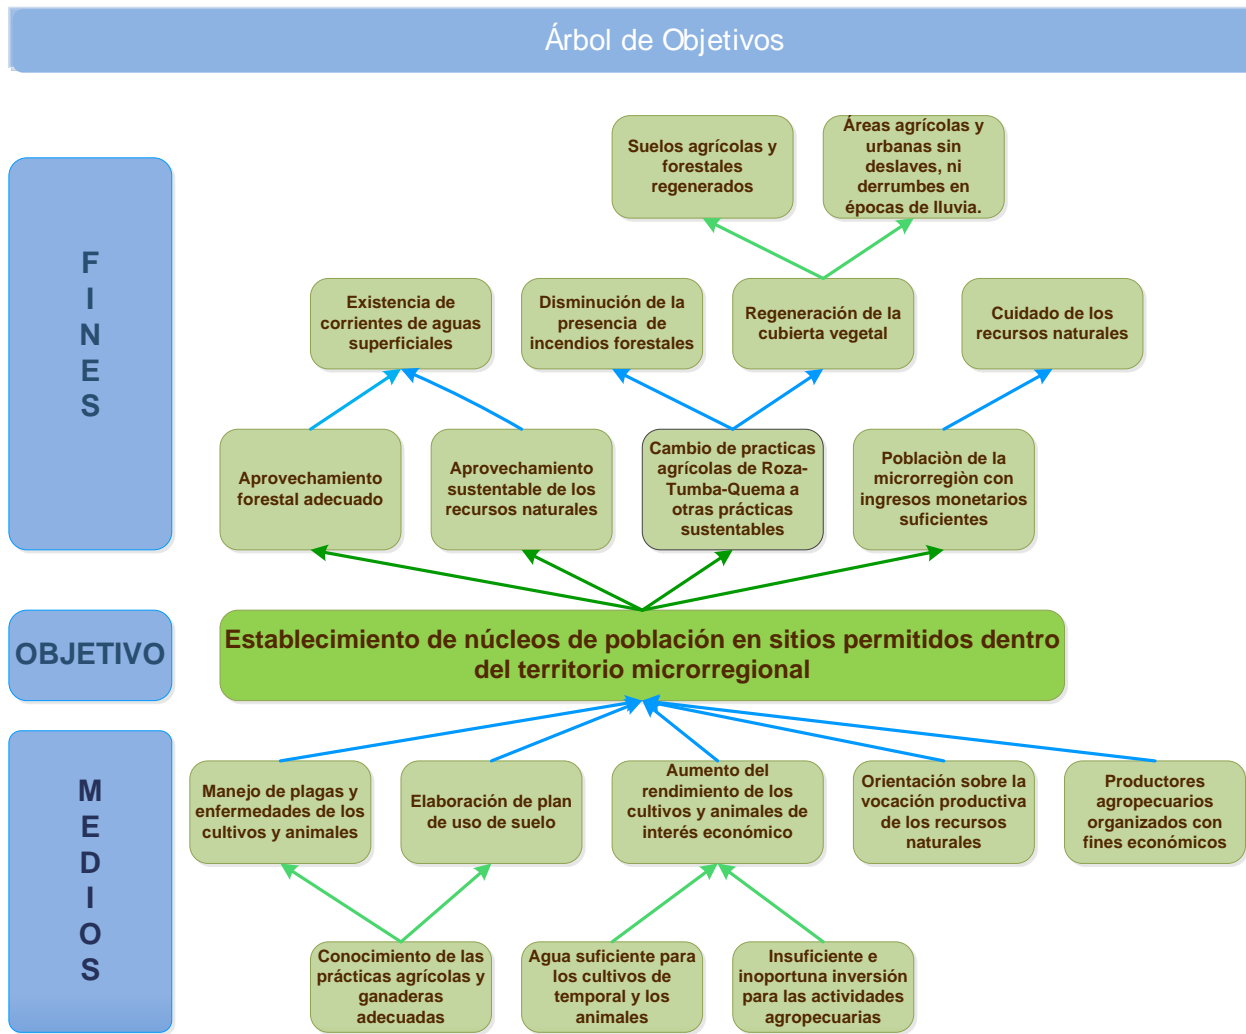 Árbol de Objetivos
Suelos agrícolas y
forestales
regenerados
Áreas agrícolas y
urbanas sin
deslaves, ni
derrumbes en
épocas de lluvia.
F
I
N
E
S
Existencia de
corrientes de aguas
superficiales
Disminución de la
presencia de
incendios forestales
Regeneración de la
cubierta vegetal
Cuidado de los
recursos naturales
Aprovechamiento
forestal adecuado
Aprovechamiento
sustentable de los
recursos naturales
Cambio de practicas
agrícolas de Roza-
Tumba-Quema a
otras prácticas
sustentables
Poblaciòn de la
microrregiòn con
ingresos monetarios
suficientes
OBJETIVO
Establecimiento de núcleos de población en sitios permitidos dentro
del territorio microrregional
M
E
D
I
O
S
Manejo de plagas y
enfermedades de los
cultivos y animales
Elaboración de plan
de uso de suelo
Aumento del
rendimiento de los
cultivos y animales de
interés económico
Orientación sobre la
vocación productiva
de los recursos
naturales
Productores
agropecuarios
organizados con
fines económicos
Conocimiento de las
prácticas agrícolas y
ganaderas
adecuadas
Agua suficiente para
los cultivos de
temporal y los
animales
Insuficiente e
inoportuna inversión
para las actividades
agropecuarias